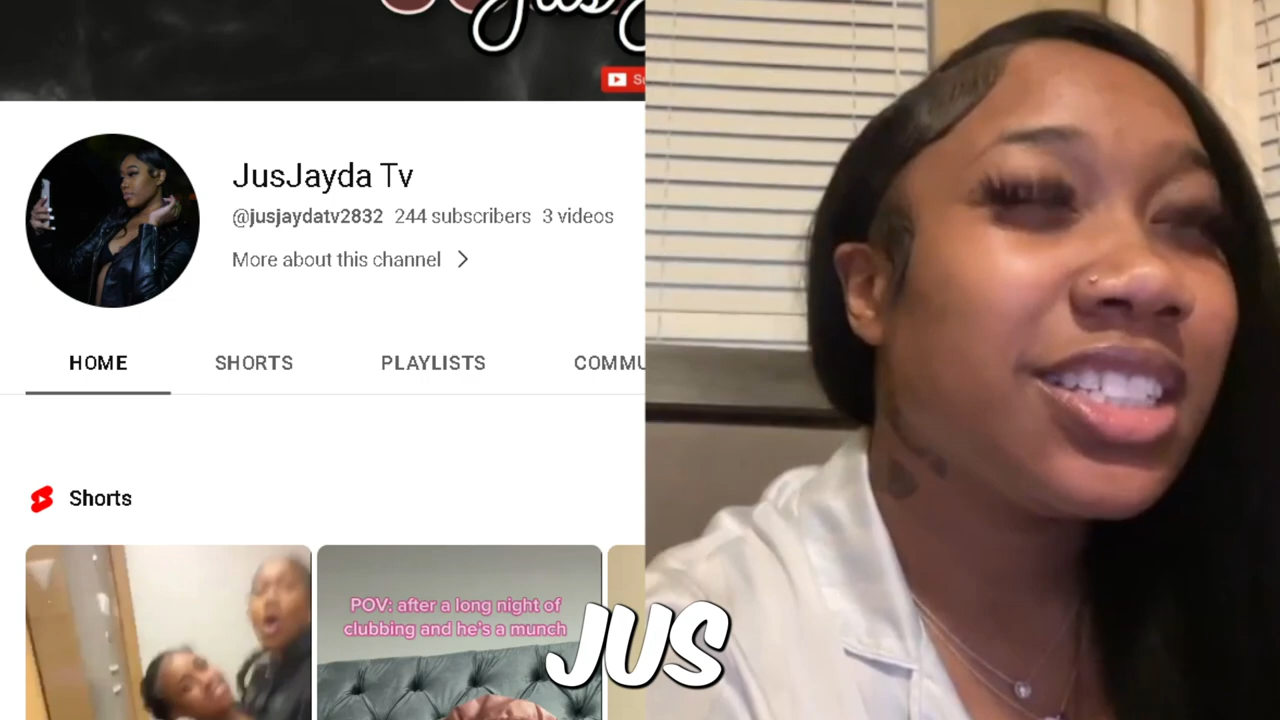 JusJayda Tv
@jusjaydatv2832 244 subscribers 3 videos
More about this channel
HOME SHORTS PLAYLISTS
Shorts
POV: after a long night of
clubbing and he's a munch
JUS